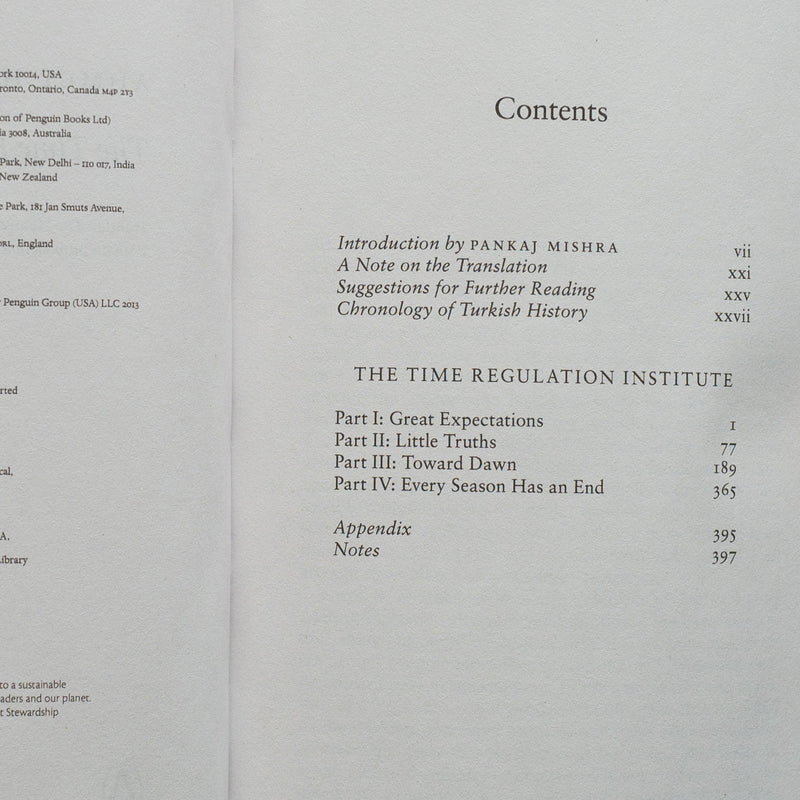 ork 10014, USA
ronto, Ontario, Canada M4P 2Y3
on of Penguin Books Ltd)
ia 3008, Australia
Park, New Delhi – 110 017, India
New Zealand
e Park, 181 Jan Smuts Avenue,
0RL, England
Penguin Group (USA) LLC 2013
rted
cal,
A.
Library
to a sustainable
aders and our planet.
t Stewardship
Contents
Introduction by PANKAJ MISHRA vii
A Note on the Translation xxi
Suggestions for Further Reading xxv
Chronology of Turkish History xxvii
THE TIME REGULATION INSTITUTE
Part I: Great Expectations 1
Part II: Little Truths 77
Part III: Toward Dawn 189
Part IV: Every Season Has an End 365
Appendix 395
Notes 397